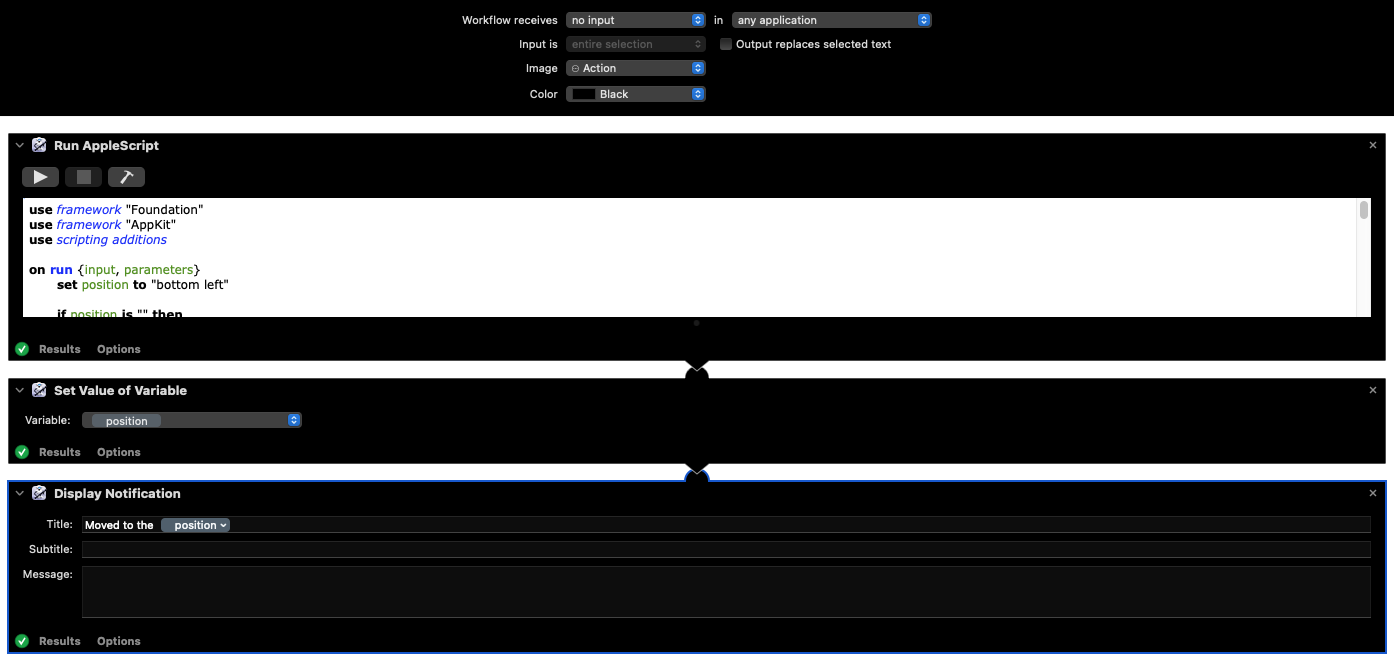 Workflow receives no input in any application
Input is entire selection Output replaces selected text
Image Action
Color Black
Run AppleScript
use framework "Foundation"
use framework "AppKit"
use scripting additions
on run {input, parameters}
set position to "bottom left"
if position is "" then
Results Options
Set Value of Variable
Variable: position
Results Options
Display Notification
Title: Moved to the position
Subtitle:
Message:
Results Options